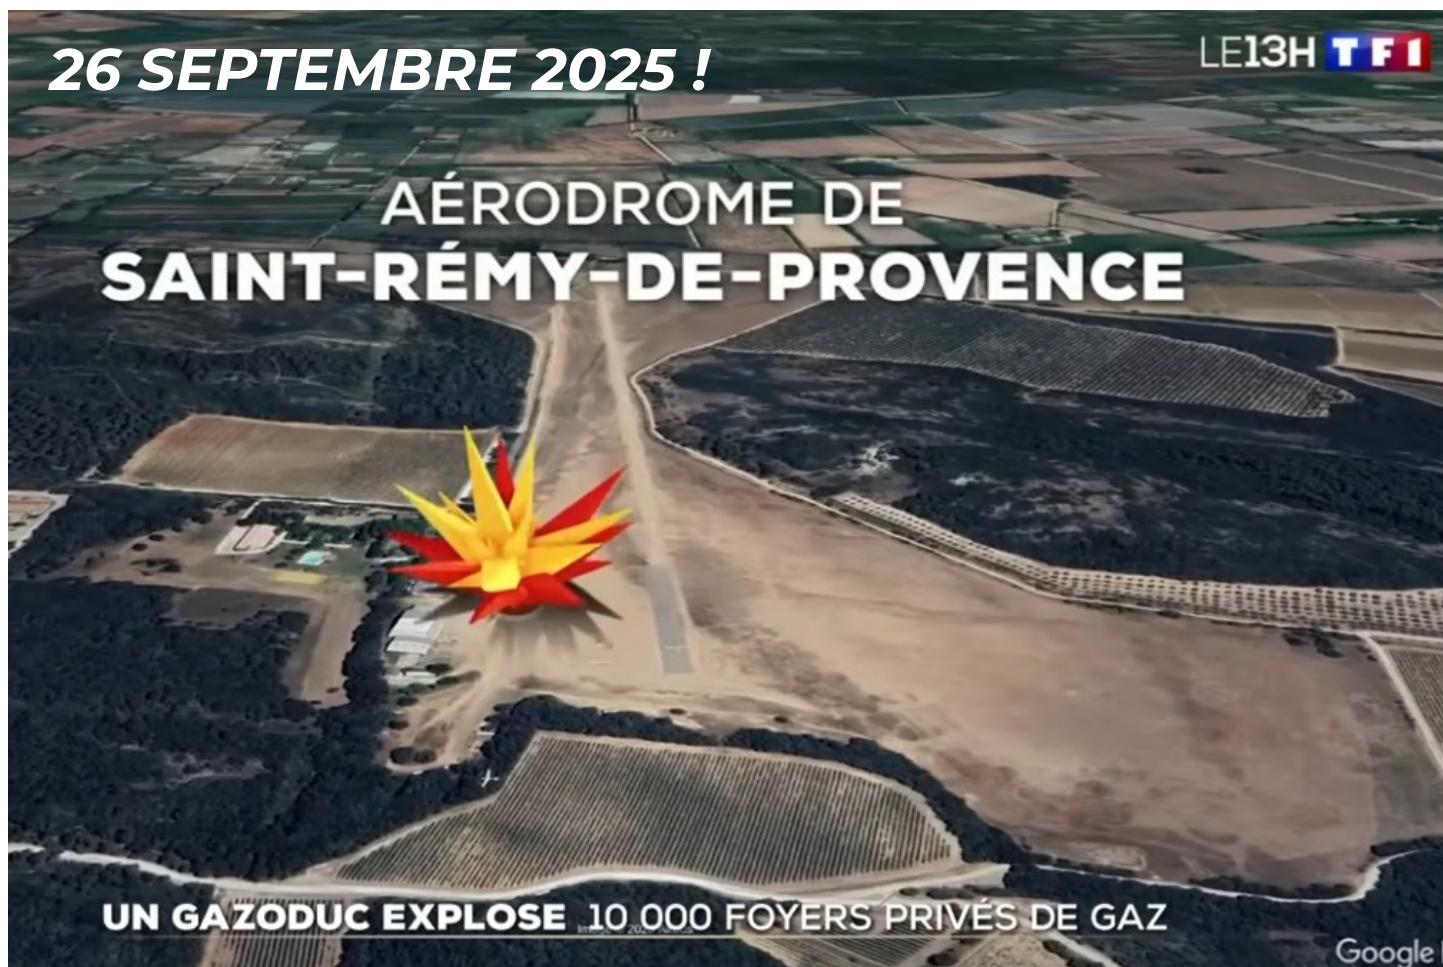 26 SEPTEMBRE 2025 !
LE13H TF1
AÉRODROME DE
SAINT-RÉMY-DE-PROVENCE
UN GAZODUC EXPLOSE 10 000 FOYERS PRIVÉS DE GAZ
Google